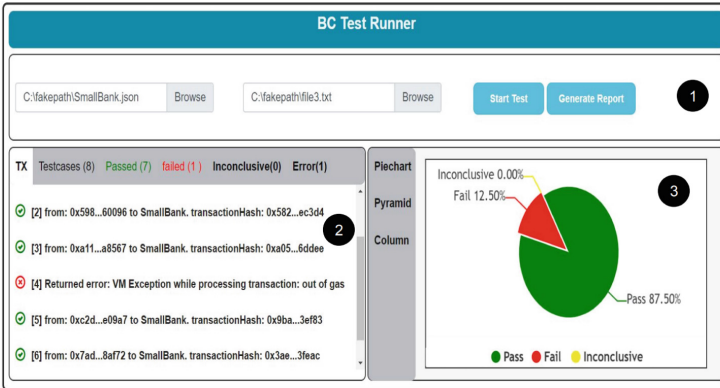 BC Test Runner
C:\fakepath\SmallBank.json Browse C:\fakepath\file3.txt Browse Start Test Generate Report 1
TX Testcases (8) Passed (7) failed (1 ) Inconclusive(0) Error(1)
[2] from: 0x598...60096 to SmallBank. transactionHash: 0x582...ec3d4
2
[3] from: 0xa11...a8567 to SmallBank. transactionHash: 0xa05...6ddee
[4] Returned error: VM Exception while processing transaction: out of gas
[5] from: 0xc2d...e09a7 to SmallBank. transactionHash: 0x9ba...3ef83
[6] from: 0x7ad...8af72 to SmallBank. transactionHash: 0x3ae...3feac
Piechart
Pyramid
Column
3
Inconclusive 0.00%
Fail 12.50%
Pass 87.50%
Pass Fail Inconclusive